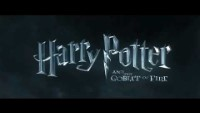 Harry Potter
AND THE
GOBLET OF FIRE